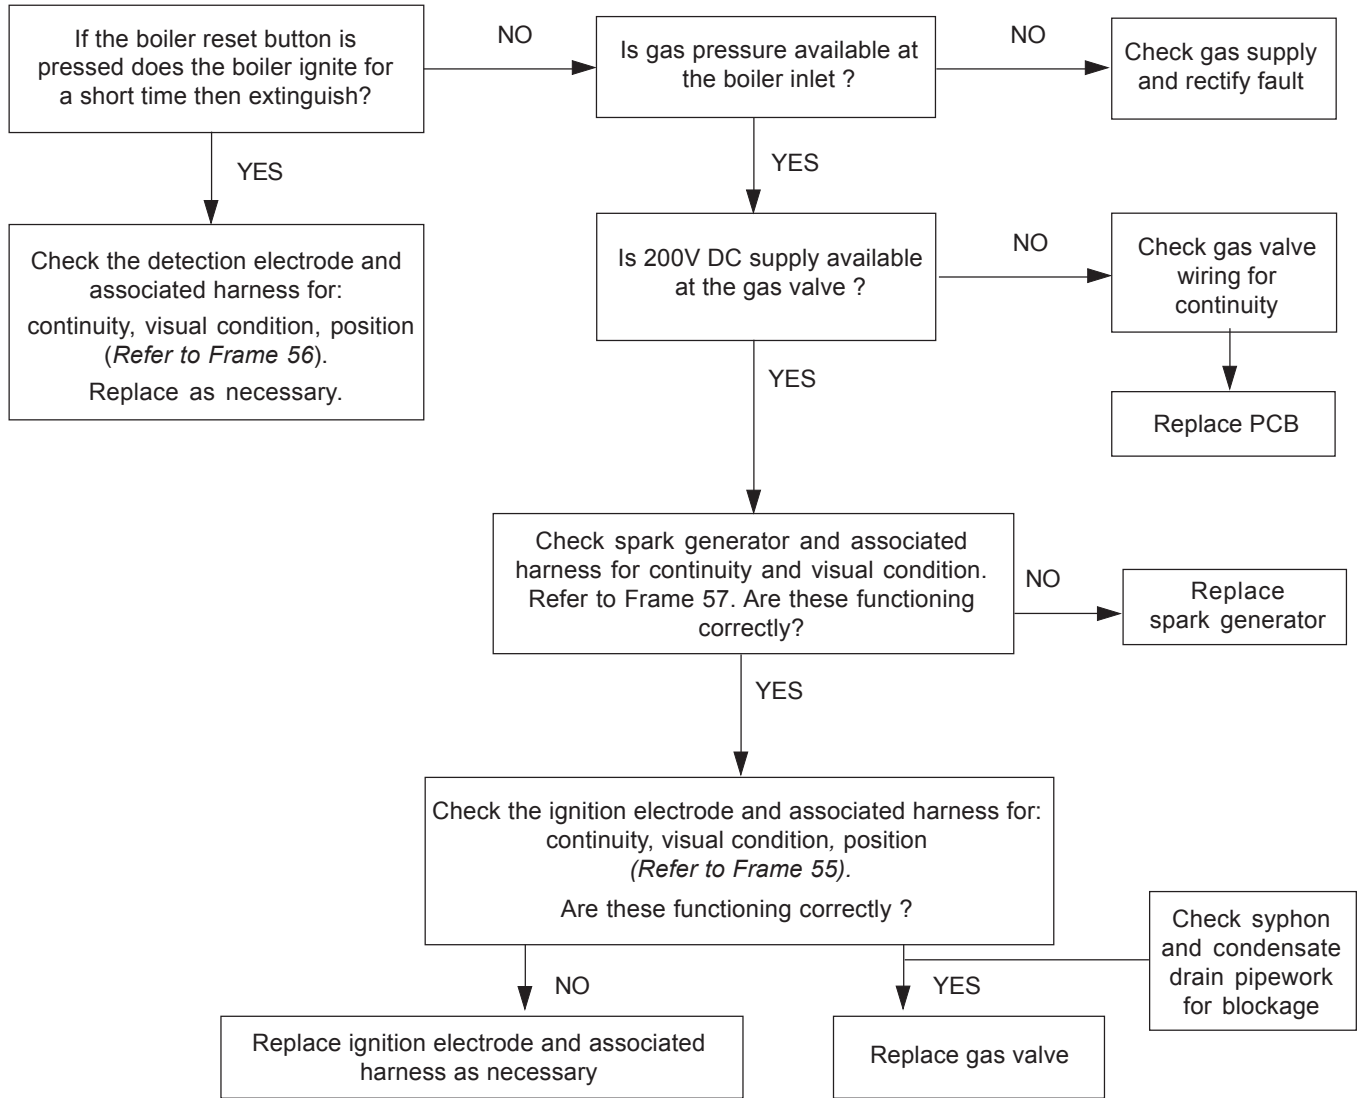 If the boiler reset button is
pressed does the boiler ignite for
a short time then extinguish?
NO
Is gas pressure available at
the boiler inlet ?
NO
Check gas supply
and rectify fault
YES
YES
Check the detection electrode and
associated harness for:
continuity, visual condition, position
(Refer to Frame 56).
Replace as necessary.
Is 200V DC supply available
at the gas valve ?
NO
Check gas valve
wiring for
continuity
YES
Replace PCB
Check spark generator and associated
harness for continuity and visual condition.
Refer to Frame 57. Are these functioning
correctly?
NO
Replace
spark generator
YES
Check the ignition electrode and associated harness for:
continuity, visual condition, position
(Refer to Frame 55).
Are these functioning correctly ?
Check syphon
and condensate
drain pipework
for blockage
NO
YES
Replace ignition electrode and associated
harness as necessary
Replace gas valve